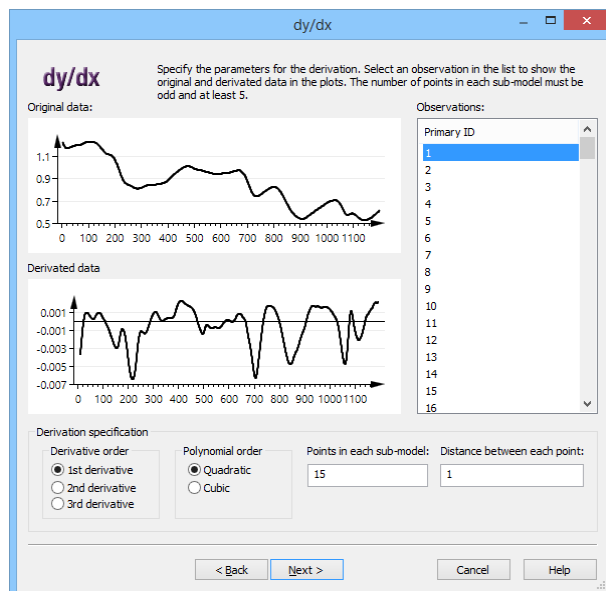 dy/dx
dy/dx
Specify the parameters for the derivation. Select an observation in the list to show the
original and derivated data in the plots. The number of points in each sub-model must be
odd and at least 5.
Original data:
1.1
0.9
0.7
0.5
0 100 200 300 400 500 600 700 800 900 1000 1100
Derivated data
0.001
-0.001
-0.003
-0.005
-0.007
0 100 200 300 400 500 600 700 800 900 1000 1100
Observations:
Primary ID
1
2
3
4
5
6
7
8
9
10
11
12
13
14
15
16
Derivation specification
Derivative order
1st derivative
2nd derivative
3rd derivative
Polynomial order
Quadratic
Cubic
Points in each sub-model:
15
Distance between each point:
1
< Back
Next >
Cancel
Help